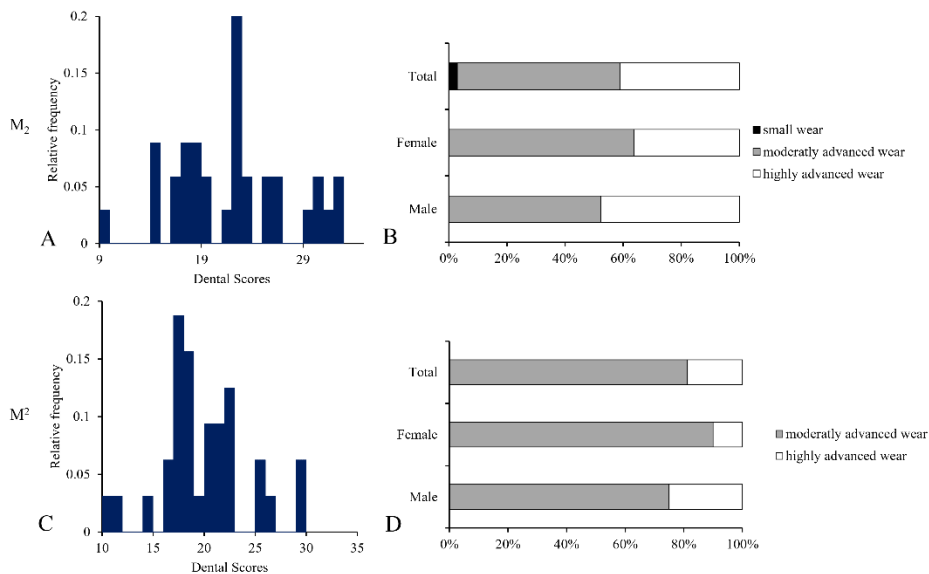 0.2
0.15
0.1
0.05
0
Relative frequency
M₂
A
9
19
29
Dental Scores
Total
Female
Male
B
0%
20%
40%
60%
80%
100%
small wear
moderatly advanced wear
highly advanced wear
0.2
0.15
0.1
0.05
0
Relative frequency
M²
C
10
15
20
25
30
35
Dental Scores
Total
Female
Male
D
0%
20%
40%
60%
80%
100%
moderatly advanced wear
highly advanced wear